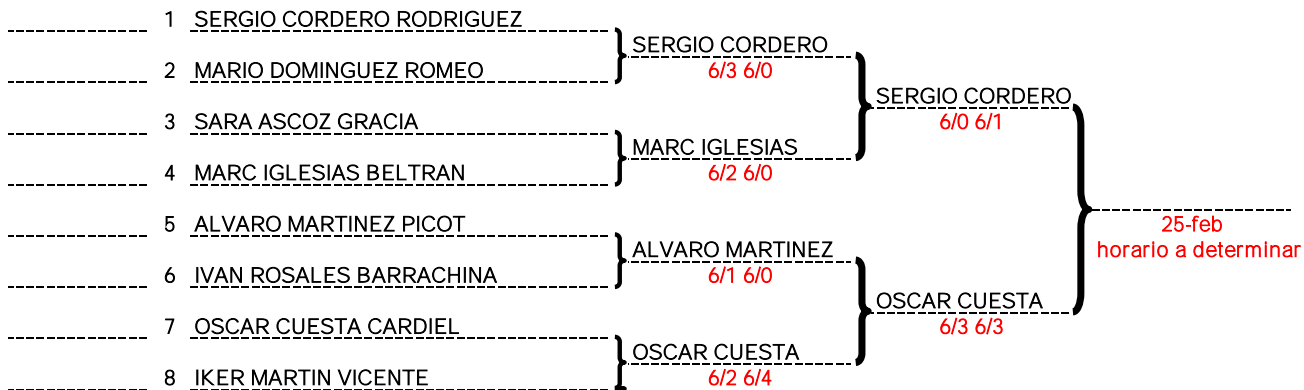 1 SERGIO CORDERO RODRIGUEZ
SERGIO CORDERO
2 MARIO DOMINGUEZ ROMEO
6/3 6/0
SERGIO CORDERO
3 SARA ASCOZ GRACIA
6/0 6/1
MARC IGLESIAS
4 MARC IGLESIAS BELTRAN
6/2 6/0
5 ALVARO MARTINEZ PICOT
25-feb
ALVARO MARTINEZ
horario a determinar
6 IVAN ROSALES BARRACHINA
6/1 6/0
OSCAR CUESTA
7 OSCAR CUESTA CARDIEL
6/3 6/3
OSCAR CUESTA
8 IKER MARTIN VICENTE
6/2 6/4